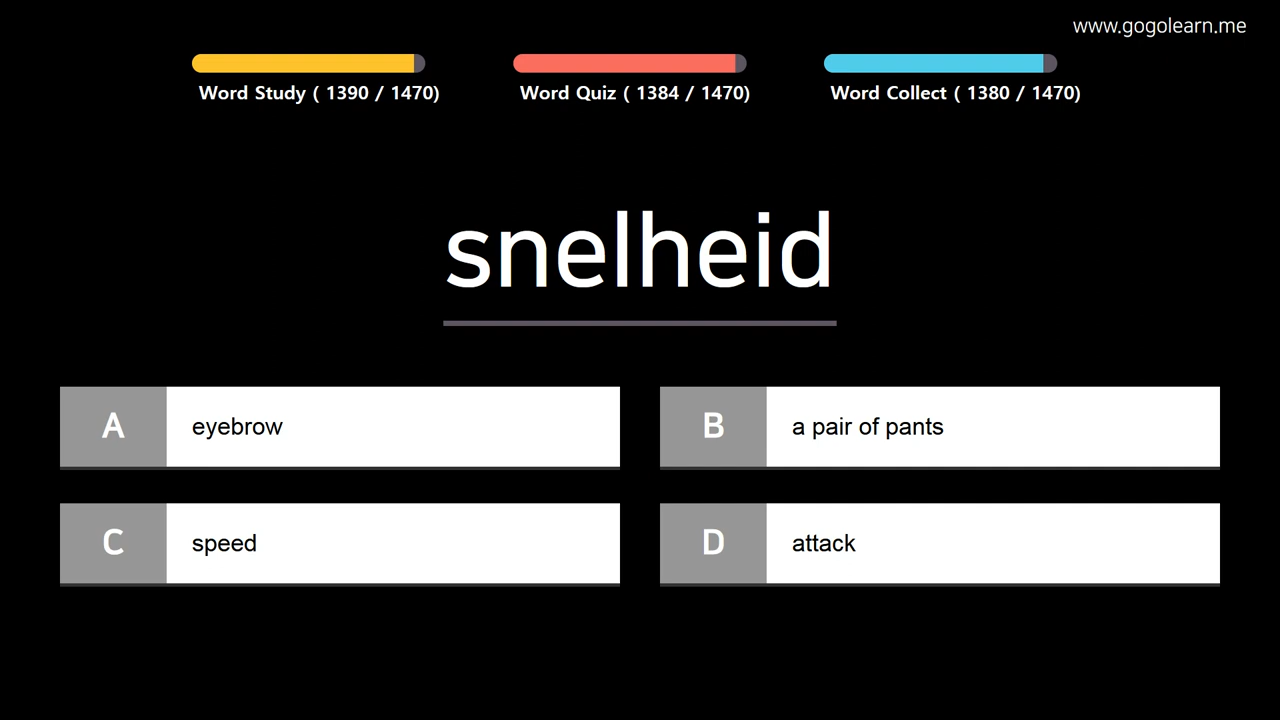 www.gogolearn.me
Word Study ( 1390 / 1470)
Word Quiz ( 1384 / 1470)
Word Collect ( 1380 / 1470)
snelheid
A eyebrow
B a pair of pants
C speed
D attack